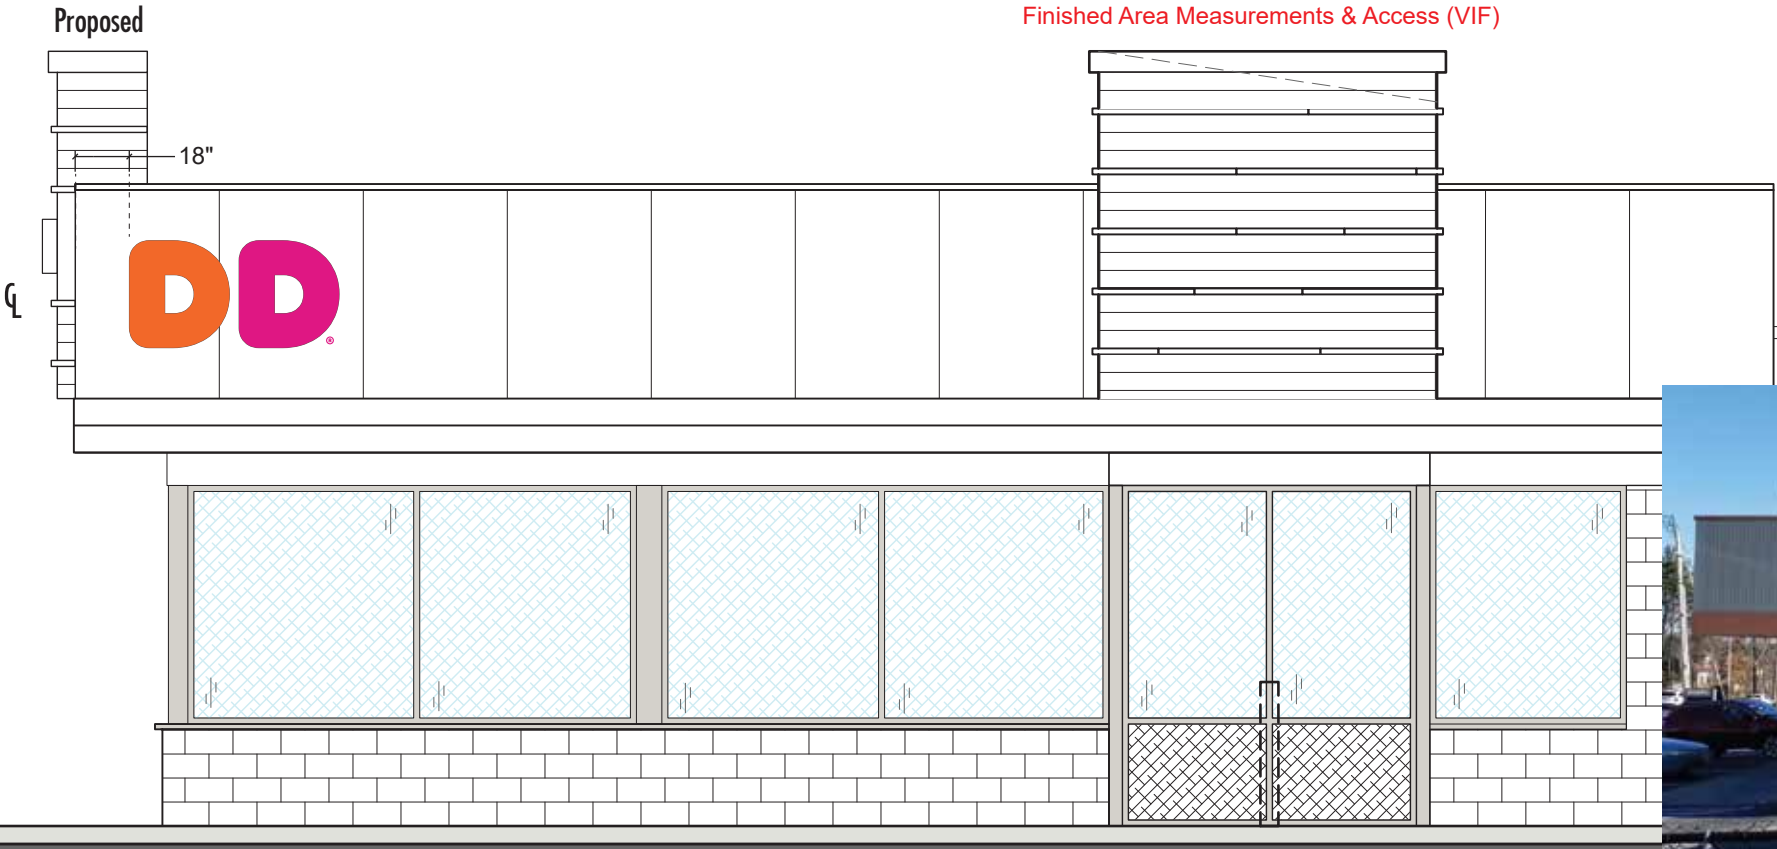 Proposed
Finished Area Measurements & Access (VIF)
18"
℄
DD®